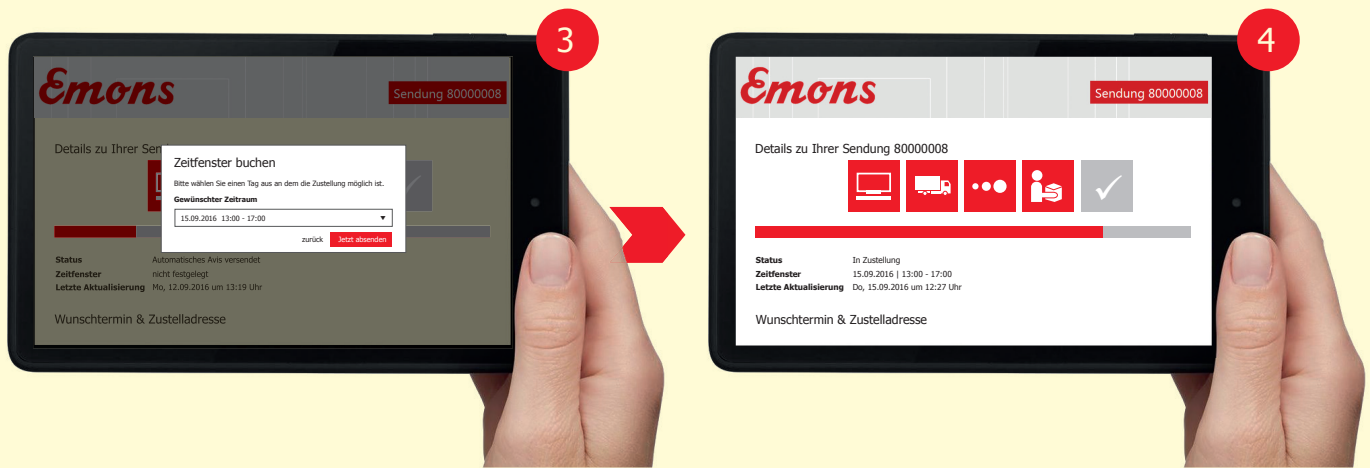 3
Emons
Sendung 80000008
Details zu Ihrer Sen
Zeitfenster buchen
Bitte wählen Sie einen Tag aus an dem die Zustellung möglich ist.
Gewünschter Zeitraum
15.09.2016 13:00 - 17:00
zurück Jetzt absenden
Status Automatisches Avis versendet
Zeitfenster nicht festgelegt
Letzte Aktualisierung Mo, 12.09.2016 um 13:19 Uhr
Wunschtermin & Zustelladresse
4
Emons
Sendung 80000008
Details zu Ihrer Sendung 80000008
Status In Zustellung
Zeitfenster 15.09.2016 | 13:00 - 17:00
Letzte Aktualisierung Do, 15.09.2016 um 12:27 Uhr
Wunschtermin & Zustelladresse